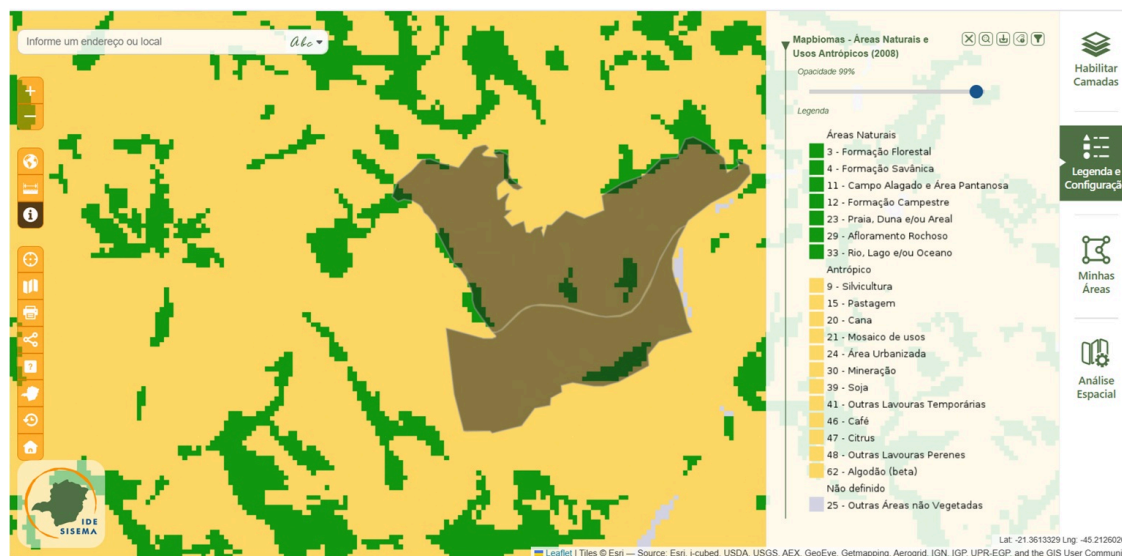 Informe um endereço ou local
Abc
+
−
IDE
SISEMA
Mapbiomas - Áreas Naturais e
Usos Antrópicos (2008)
Opacidade 99%
Legenda
Áreas Naturais
3 - Formação Florestal
4 - Formação Savânica
11 - Campo Alagado e Área Pantanosa
12 - Formação Campestre
23 - Praia, Duna e/ou Areal
29 - Afloramento Rochoso
33 - Rio, Lago e/ou Oceano
Antrópico
9 - Silvicultura
15 - Pastagem
20 - Cana
21 - Mosaico de usos
24 - Área Urbanizada
30 - Mineração
39 - Soja
41 - Outras Lavouras Temporárias
46 - Café
47 - Citrus
48 - Outras Lavouras Perenes
62 - Algodão (beta)
Não definido
25 - Outras Áreas não Vegetadas
Habilitar
Camadas
Legenda e
Configuraçã
Minhas
Áreas
Análise
Espacial
Lat: -21.3613329 Lng: -45.2126020
Leaflet | Tiles © Esri — Source: Esri, i-cubed, USDA, USGS, AEX, GeoEye, Getmapping, Aerogrid, IGN, IGP, UPR-EGP, and the GIS User Communi